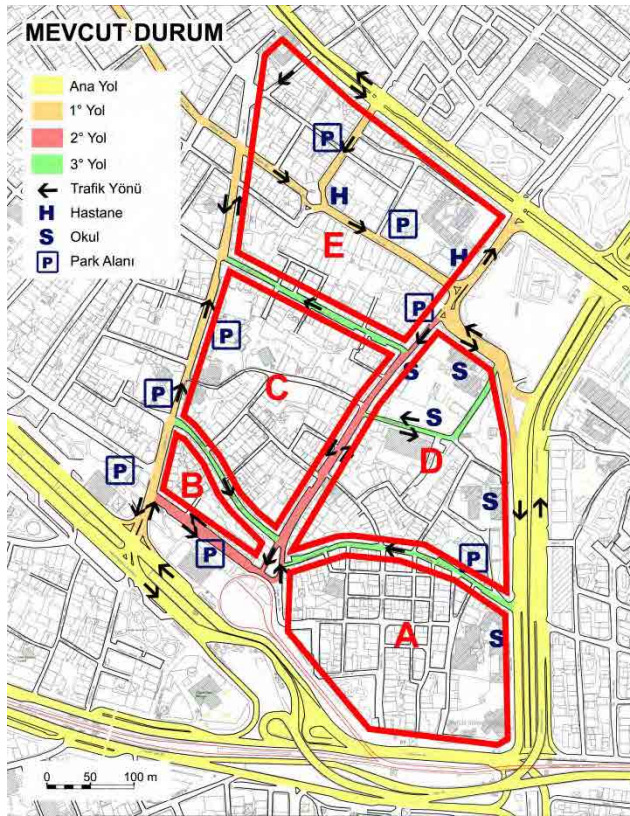 MEVCUT DURUM
Ana Yol
1° Yol
2° Yol
3° Yol
Trafik Yönü
H Hastane
S Okul
P Park Alanı
P
H
P
E
H
P
P
S
S
C
P
S
D
P
B
S
P
P
A
S
0 50 100 m